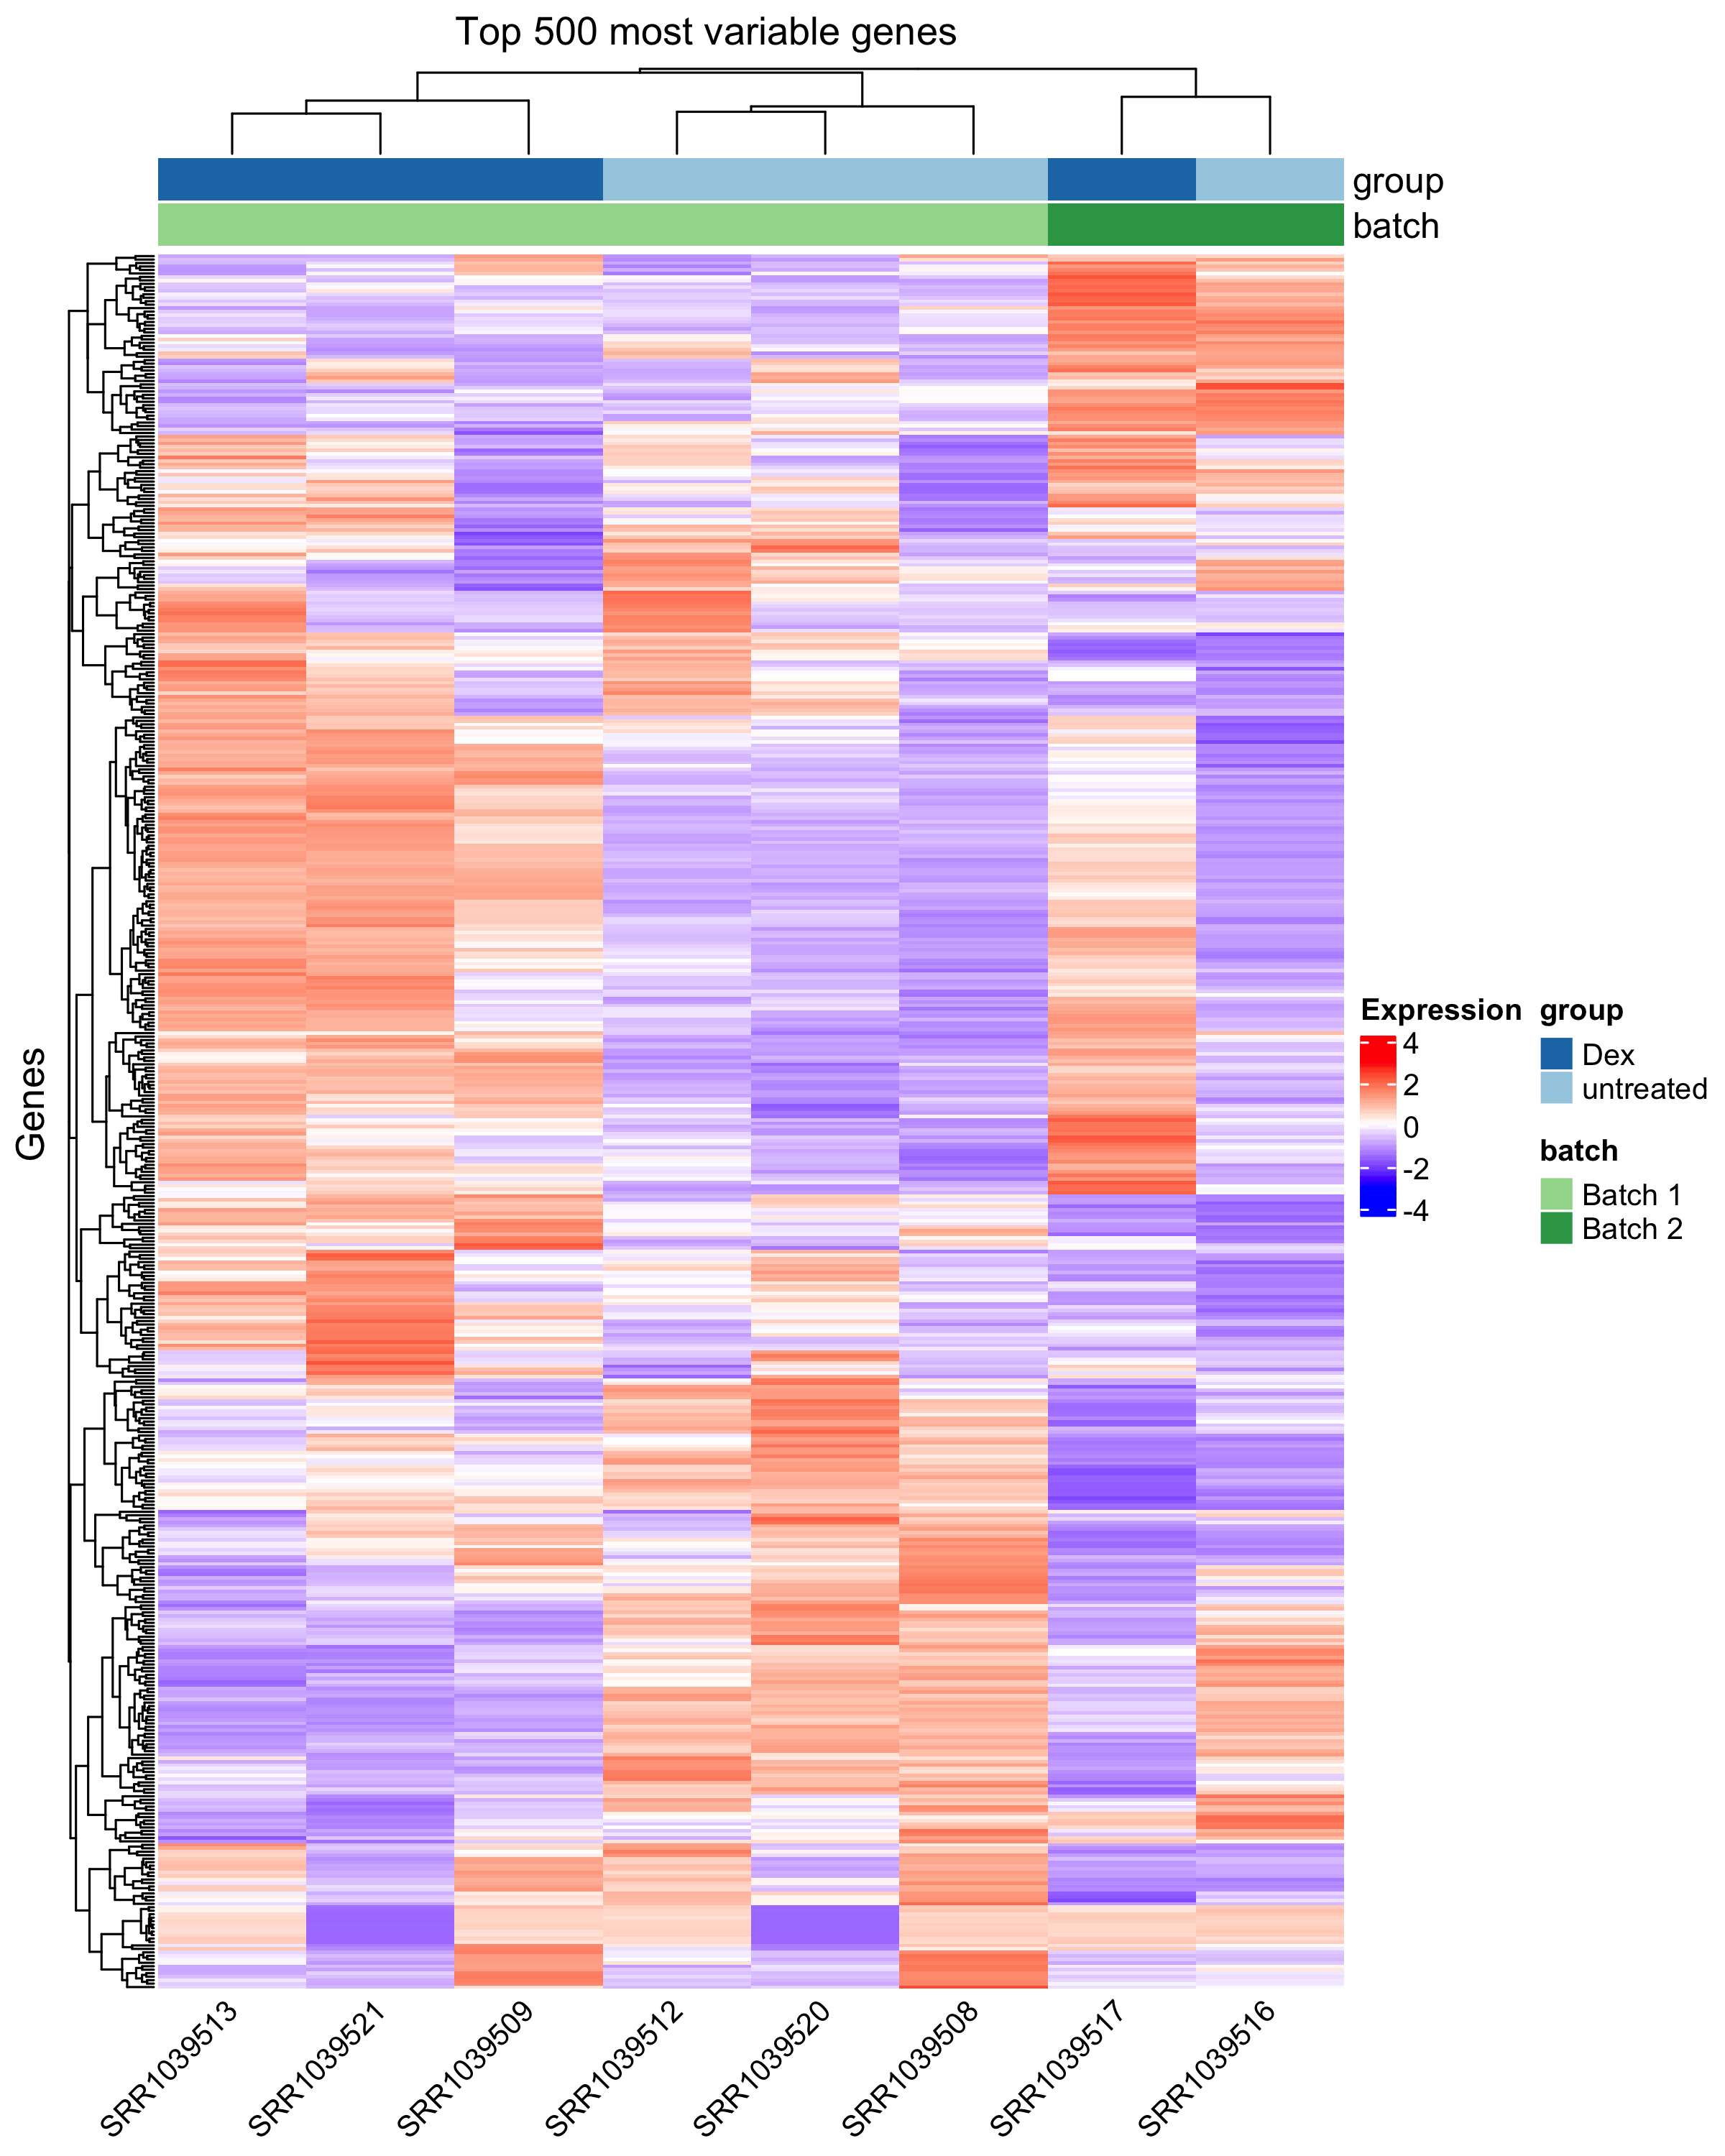 Top 500 most variable genes
group
batch
Genes
Expression
4
2
0
-2
-4
group
Dex
untreated
batch
Batch 1
Batch 2
SRR1039513
SRR1039521
SRR1039509
SRR1039512
SRR1039520
SRR1039508
SRR1039517
SRR1039516